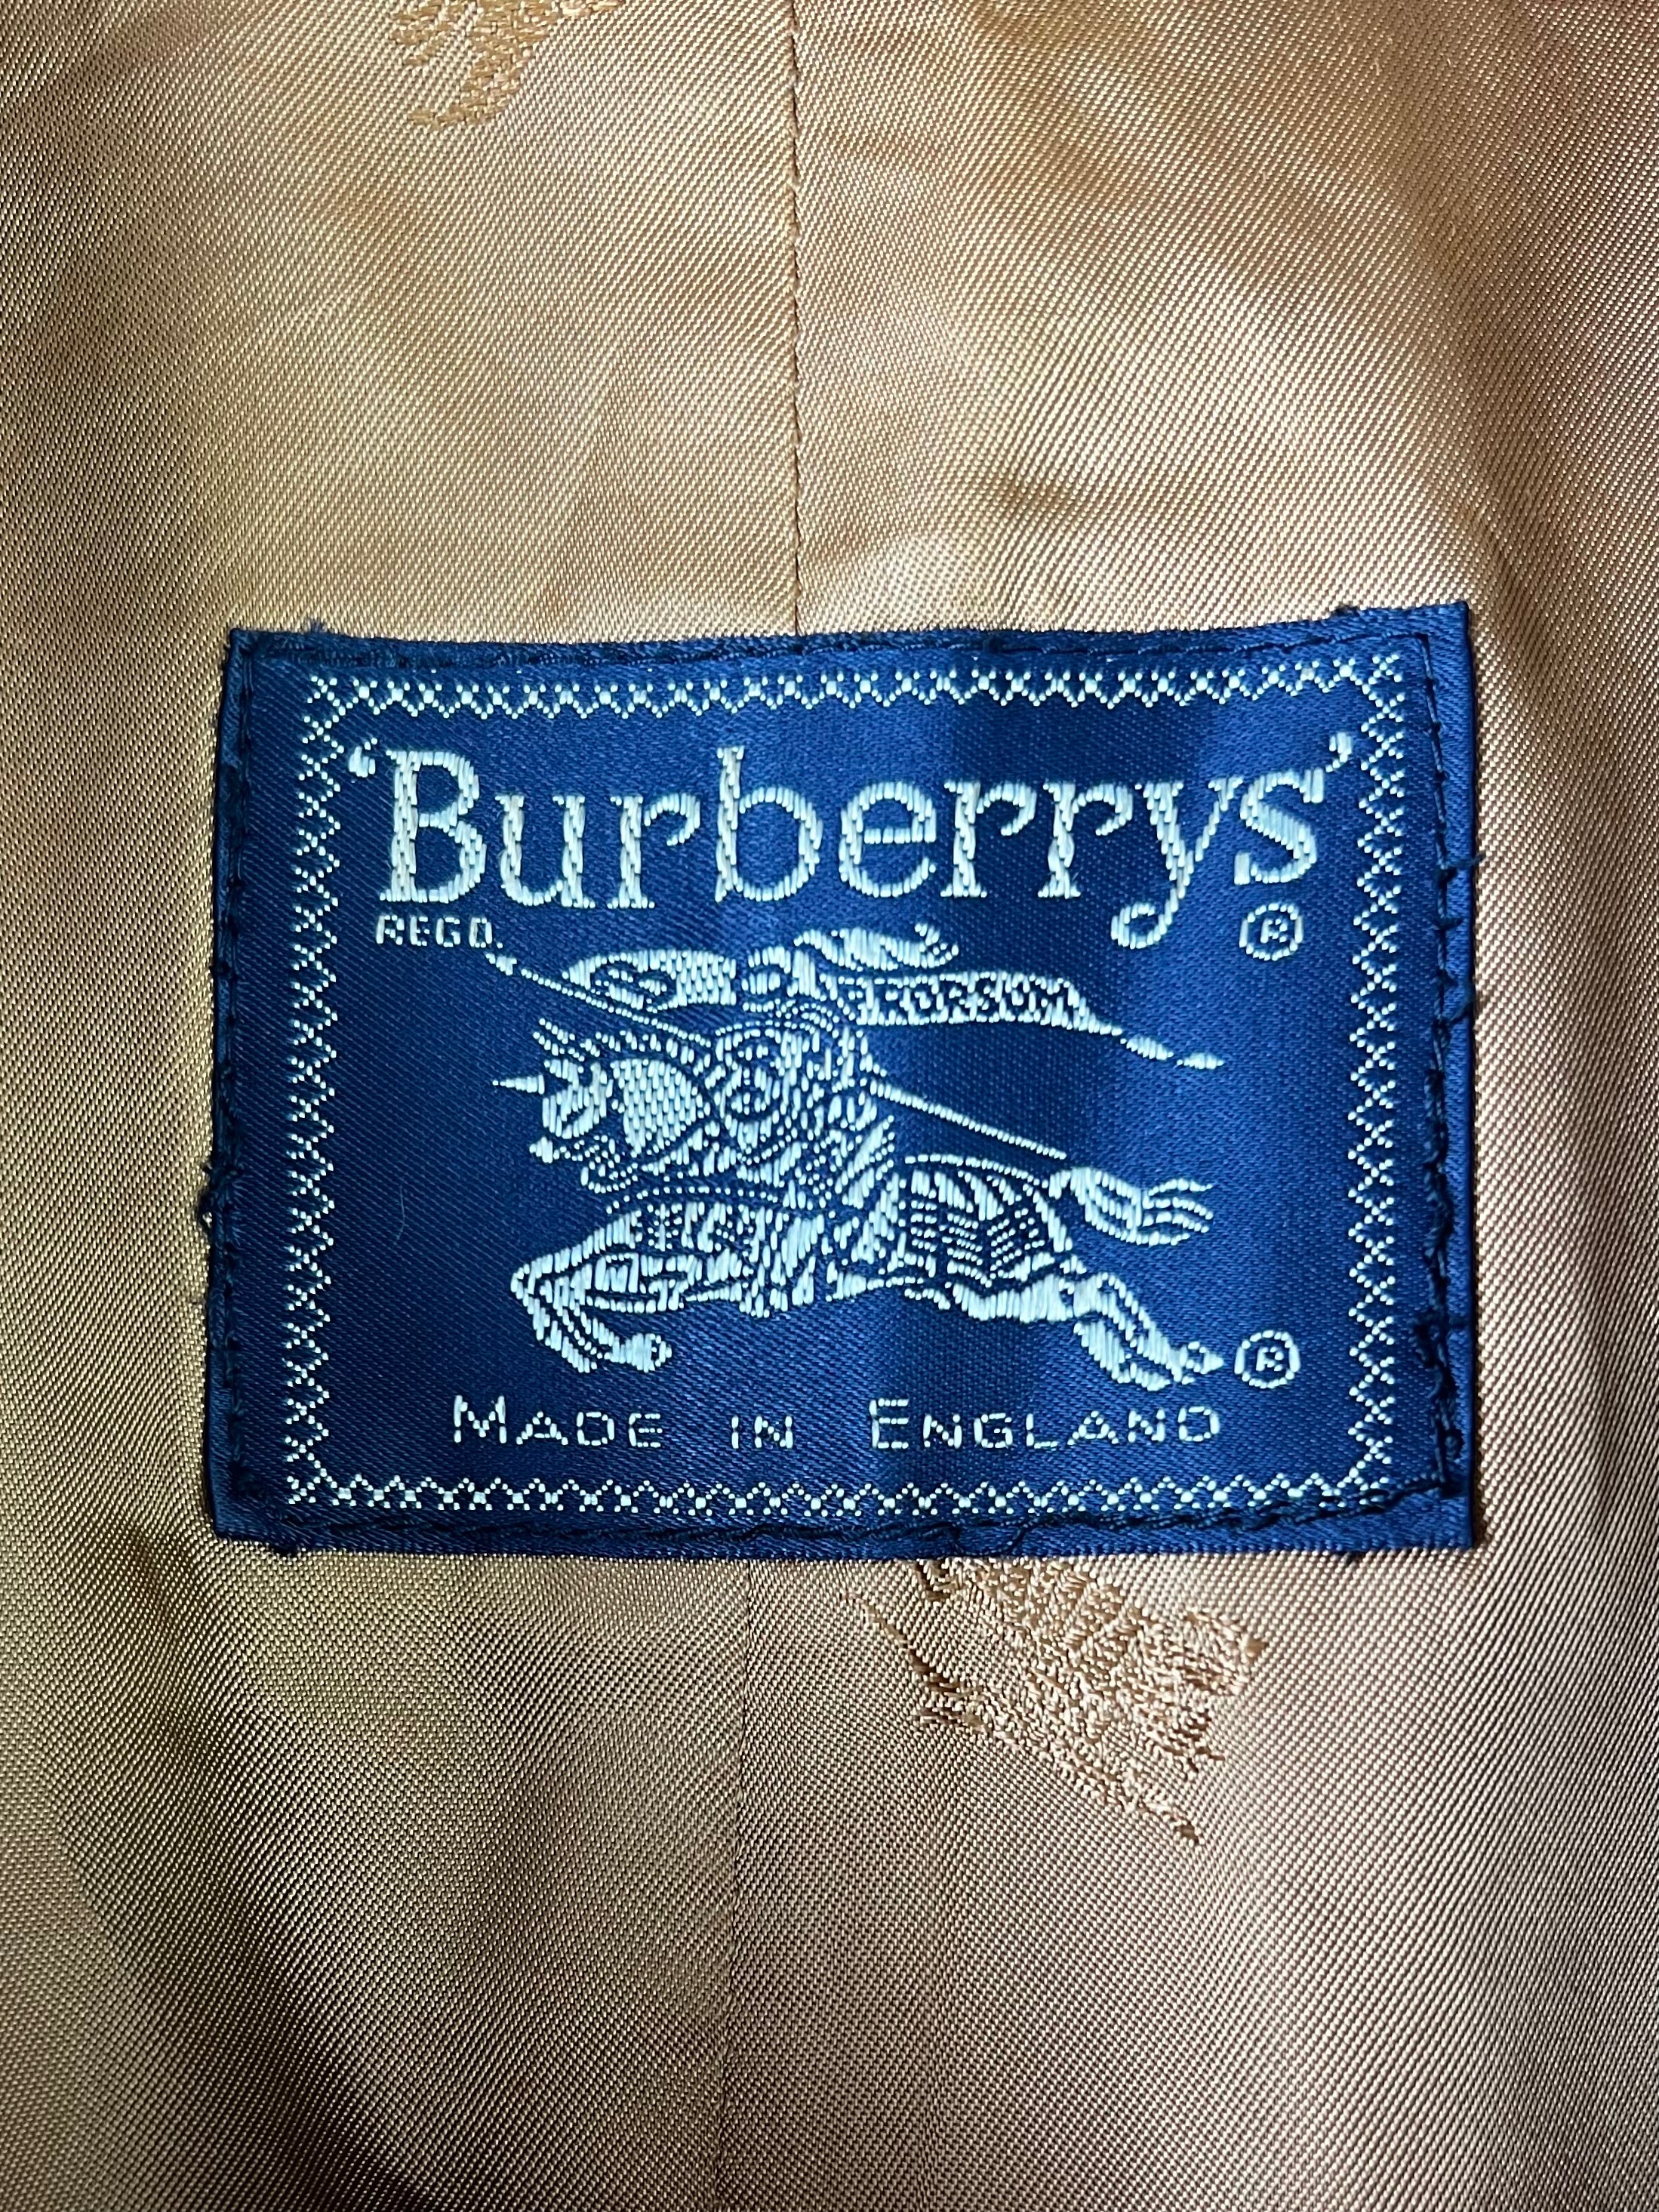 ‘Burberrys’
REGD. ®
PRORSUM
®
MADE IN ENGLAND